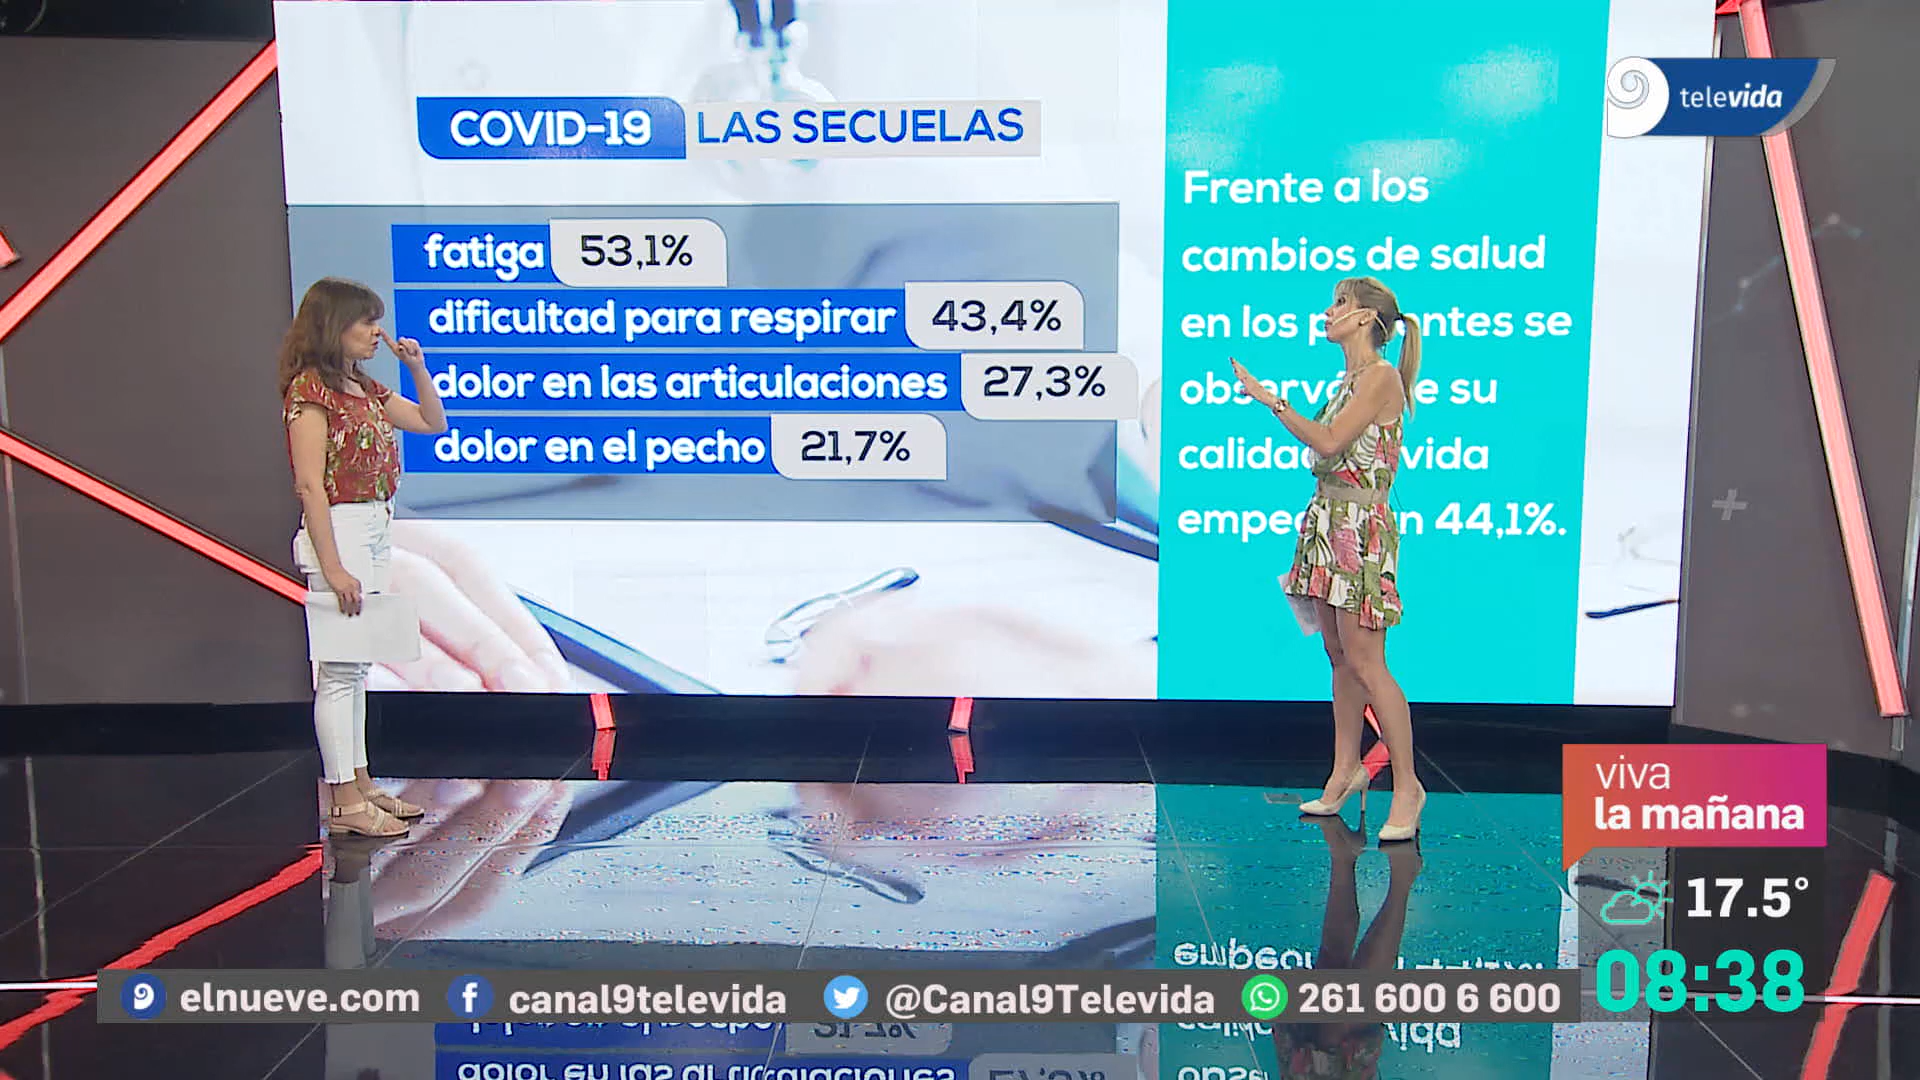 televida
COVID-19 LAS SECUELAS
fatiga 53,1%
dificultad para respirar 43,4%
dolor en las articulaciones 27,3%
dolor en el pecho 21,7%
Frente a los
cambios de salud
en los se
su
vida
44,1%.
viva
la mañana
17.5°
08:38
elnueve.com canal9televida @Canal9Televida 261 600 6 600